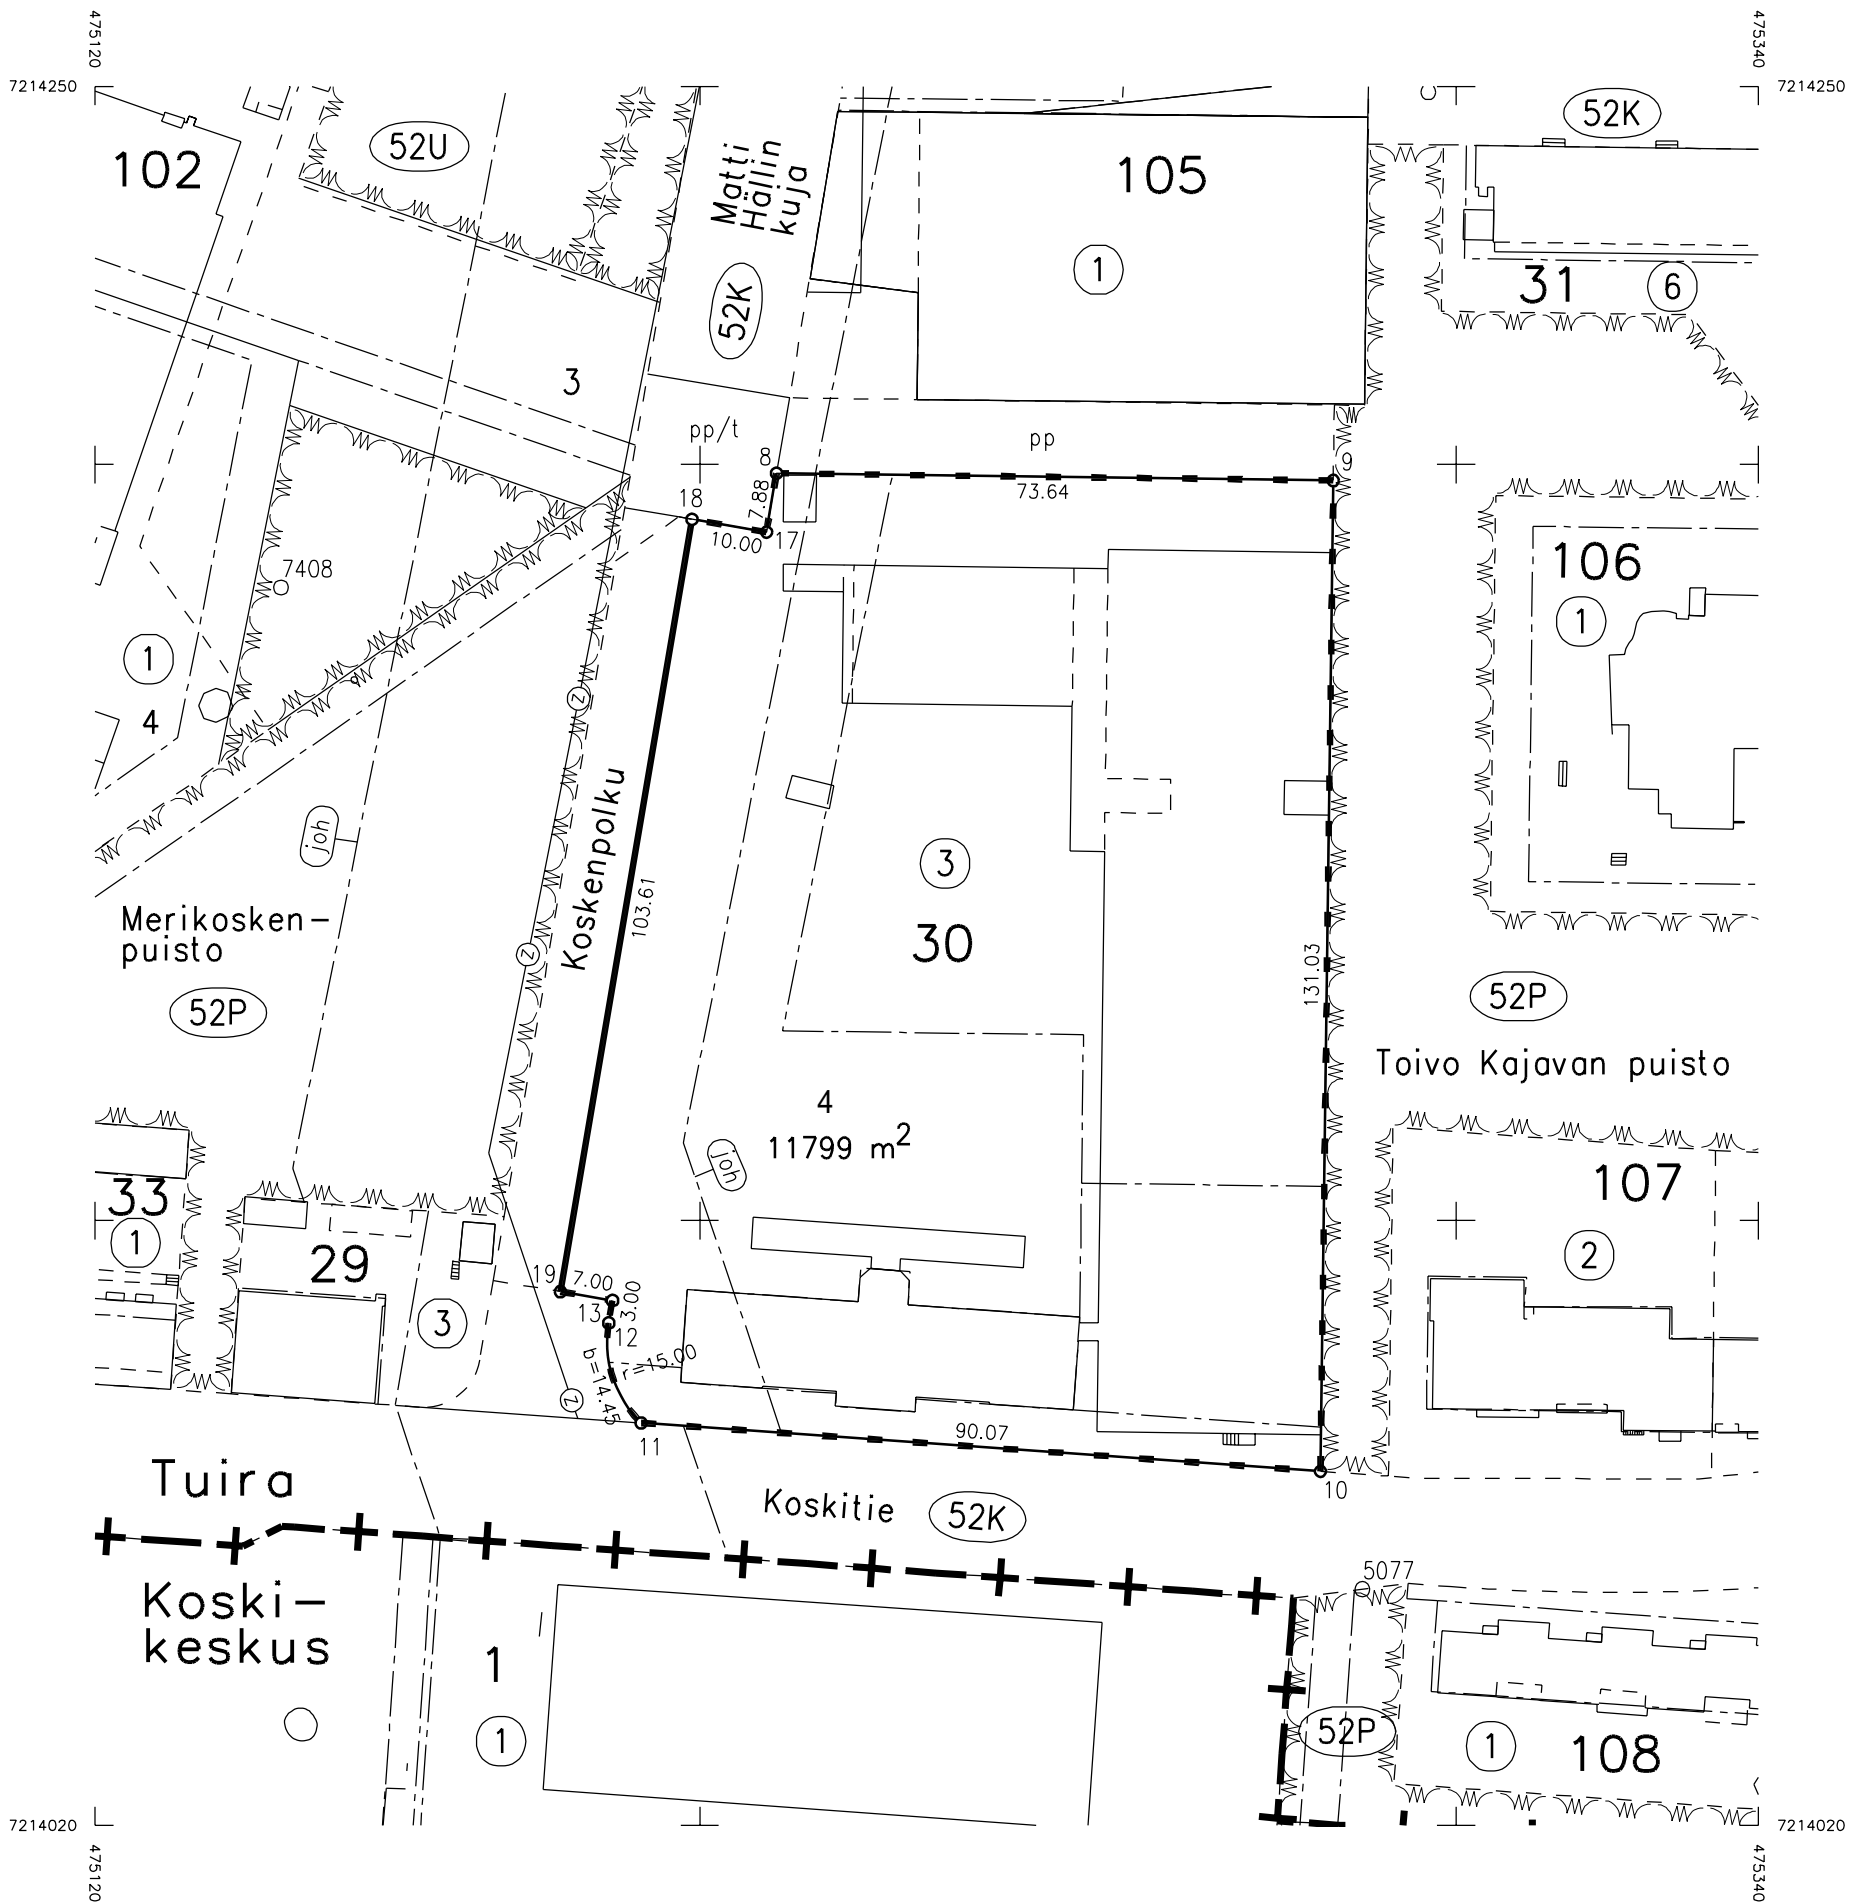 475120
475340
7214250
7214250
52U
52K
102
Matti
Hällin
kuja
105
1
31
6
52K
3
pp/t
pp
8
9
18
7.88
73.64
10.00
17
7408
106
1
1
4
z
Koskenpolku
joh
103.61
3
30
Merikosken-
puisto
z
131.03
52P
52P
Toivo Kajavan puisto
4
11799 m²
joh
33
1
107
2
29
3
19
7.00
13
3.00
12
b=14.45
r=15.00
z
11
90.07
10
Tuira
Koskitie
52K
Koski-
keskus
5077
1
1
52P
1
108
7214020
7214020
475120
475340